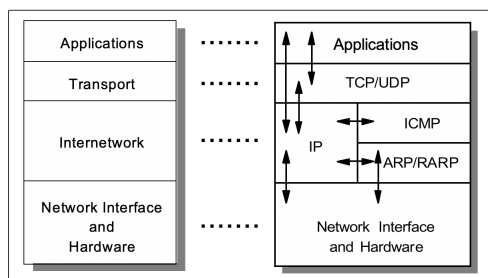 Applications
Transport
Internetwork
Network Interface
and
Hardware
Applications
TCP/UDP
IP
ICMP
ARP/RARP
Network Interface
and Hardware